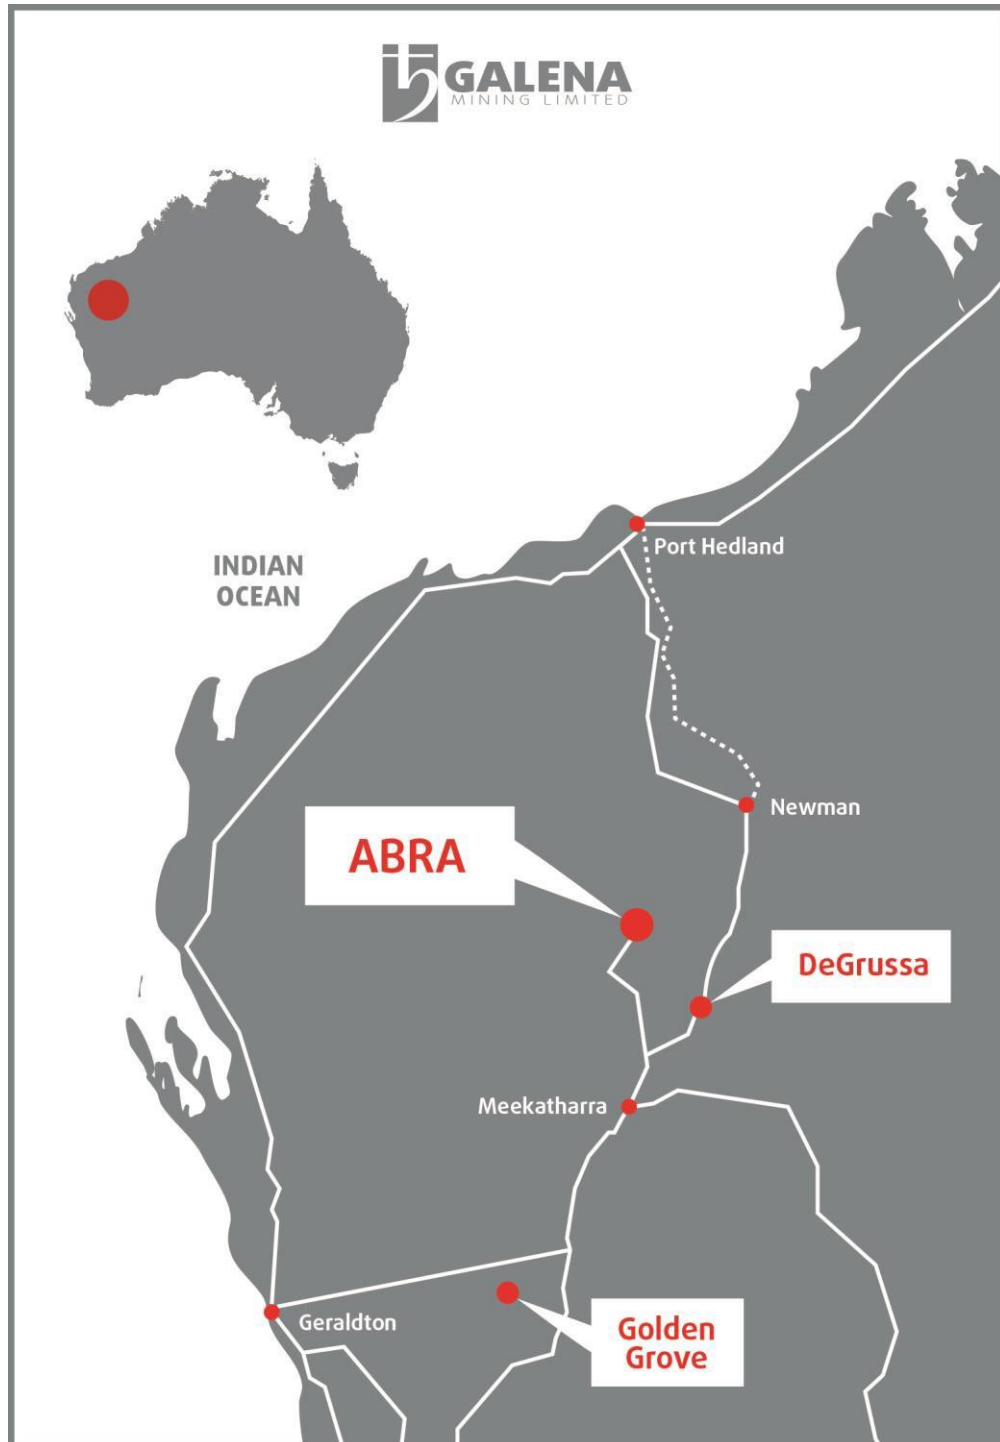 GALENA
MINING LIMITED
INDIAN
OCEAN
Port Hedland
Newman
ABRA
DeGrussa
Meekatharra
Geraldton
Golden
Grove